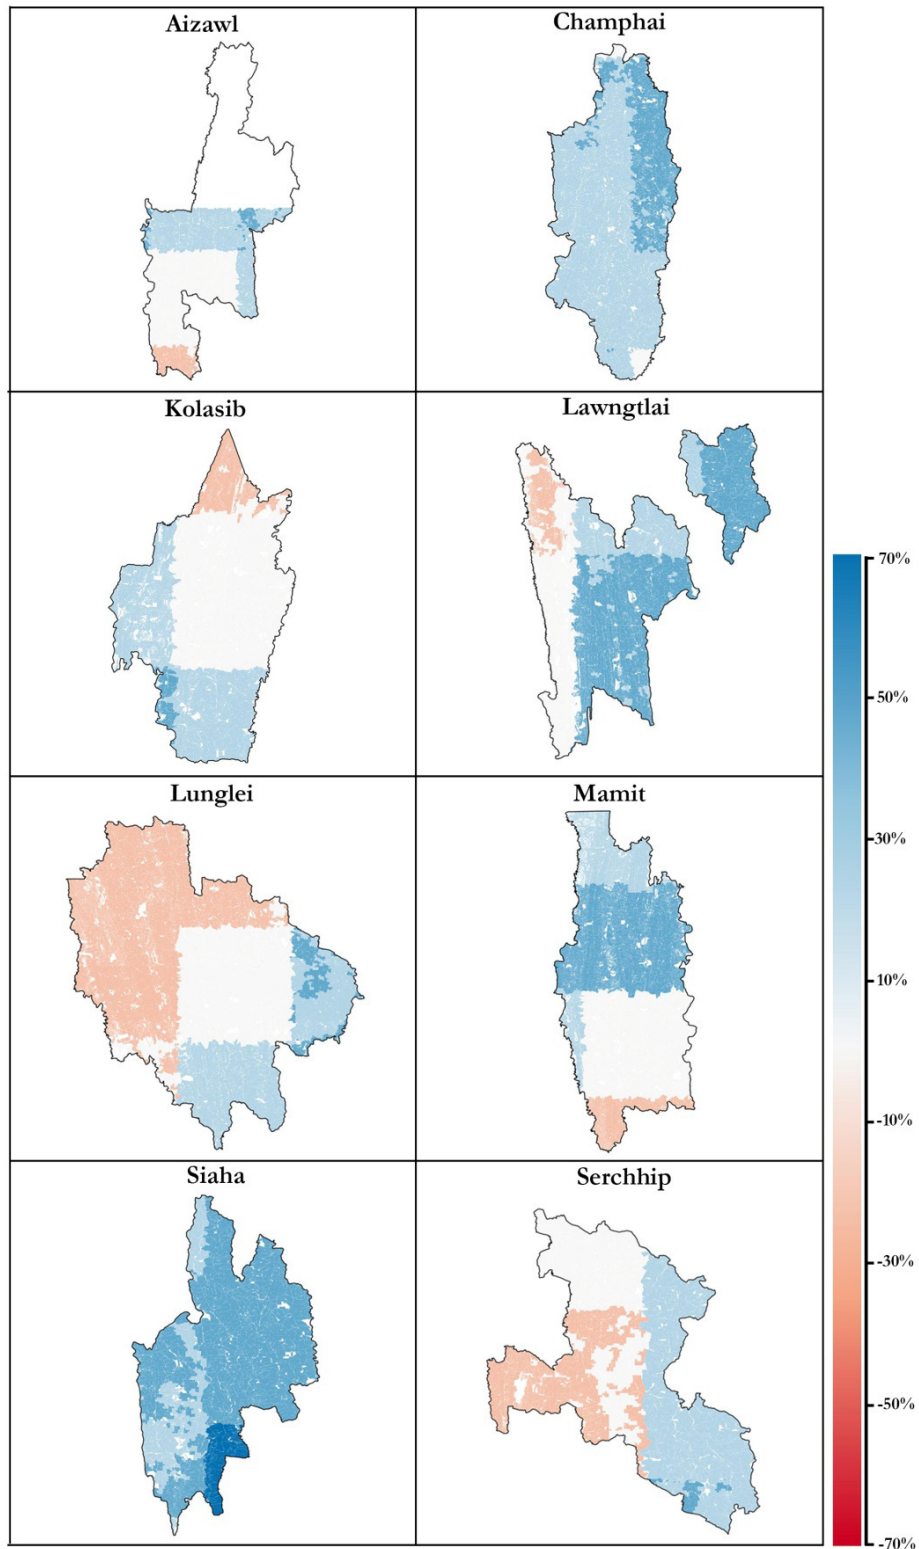 Aizawl
Champhai
Kolasib
Lawngtlai
Lunglei
Mamit
Siaha
Serchhip
70%
50%
30%
10%
-10%
-30%
-50%
-70%